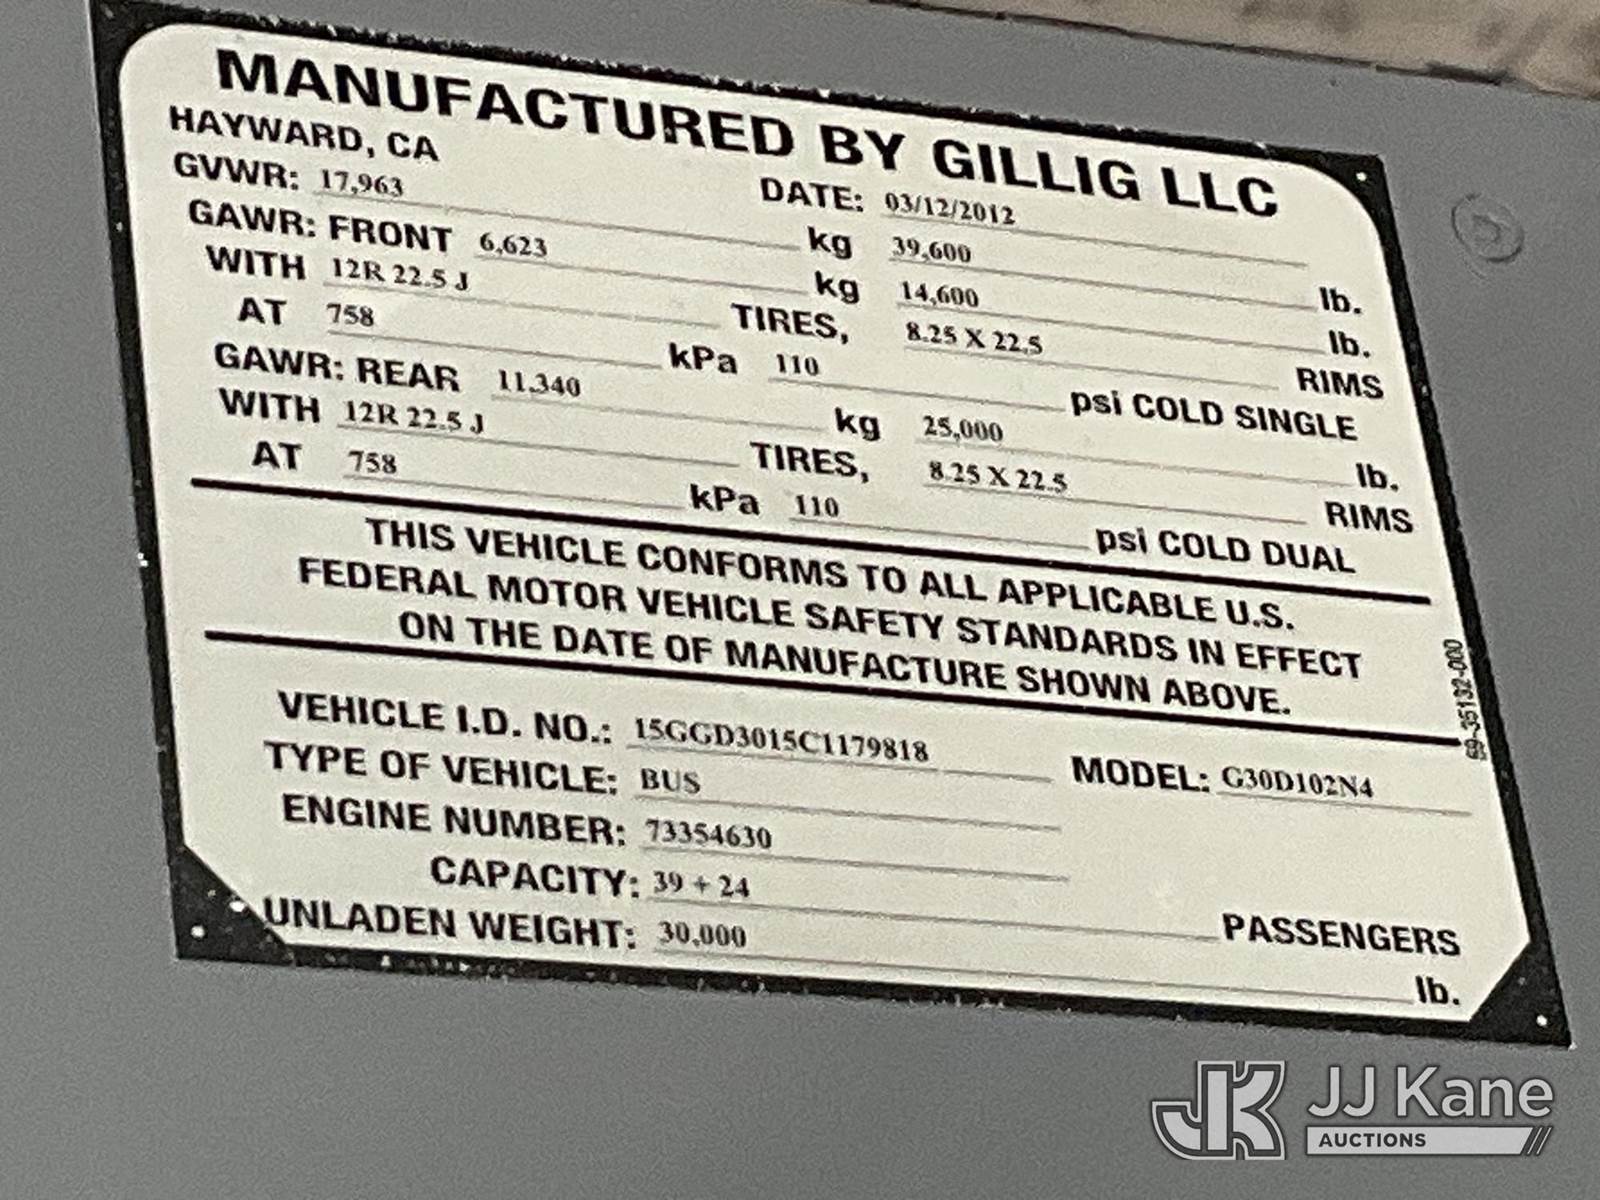 MANUFACTURED BY GILLIG LLC
HAYWARD, CA DATE: 03/12/2012
GVWR: 17,963 kg 39,600 lb.
GAWR: FRONT 6,623 kg 14,600 lb.
WITH 12R 22.5 J TIRES, 8.25 X 22.5 RIMS
AT 758 kPa 110 psi COLD SINGLE
GAWR: REAR 11,340 kg 25,000 lb.
WITH 12R 22.5 J TIRES, 8.25 X 22.5 RIMS
AT 758 kPa 110 psi COLD DUAL
THIS VEHICLE CONFORMS TO ALL APPLICABLE U.S.
FEDERAL MOTOR VEHICLE SAFETY STANDARDS IN EFFECT
ON THE DATE OF MANUFACTURE SHOWN ABOVE.
VEHICLE I.D. NO.: 15GGD3015C1179818 MODEL: G30D102N4
TYPE OF VEHICLE: BUS
ENGINE NUMBER: 73354630
CAPACITY: 39 + 24 PASSENGERS
UNLADEN WEIGHT: 30,000 lb.
JK JJ Kane
AUCTIONS